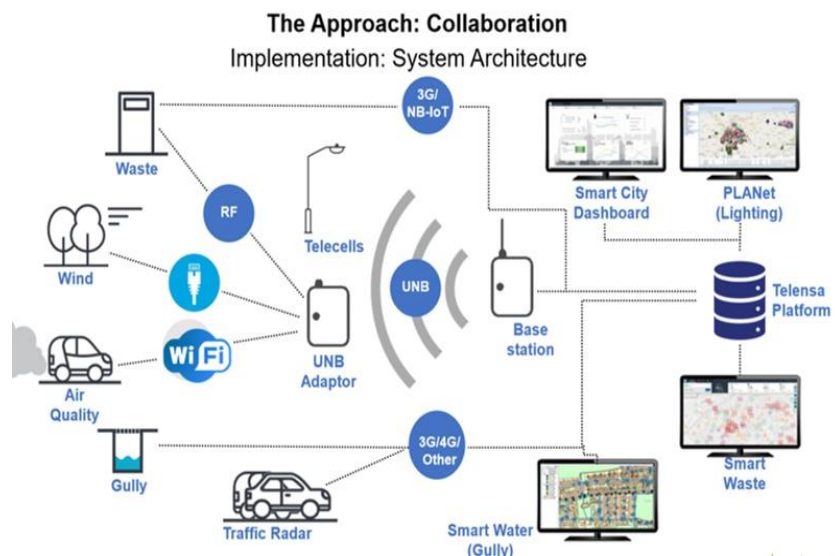 The Approach: Collaboration
Implementation: System Architecture
3G/
NB-IoT
Waste
RF
Telecells
Smart City
Dashboard
PLANet
(Lighting)
Wind
UNB
Adaptor
UNB
Base
station
Telensa
Platform
WiFi
Air
Quality
Gully
3G/4G/
Other
Traffic Radar
Smart Water
(Gully)
Smart
Waste